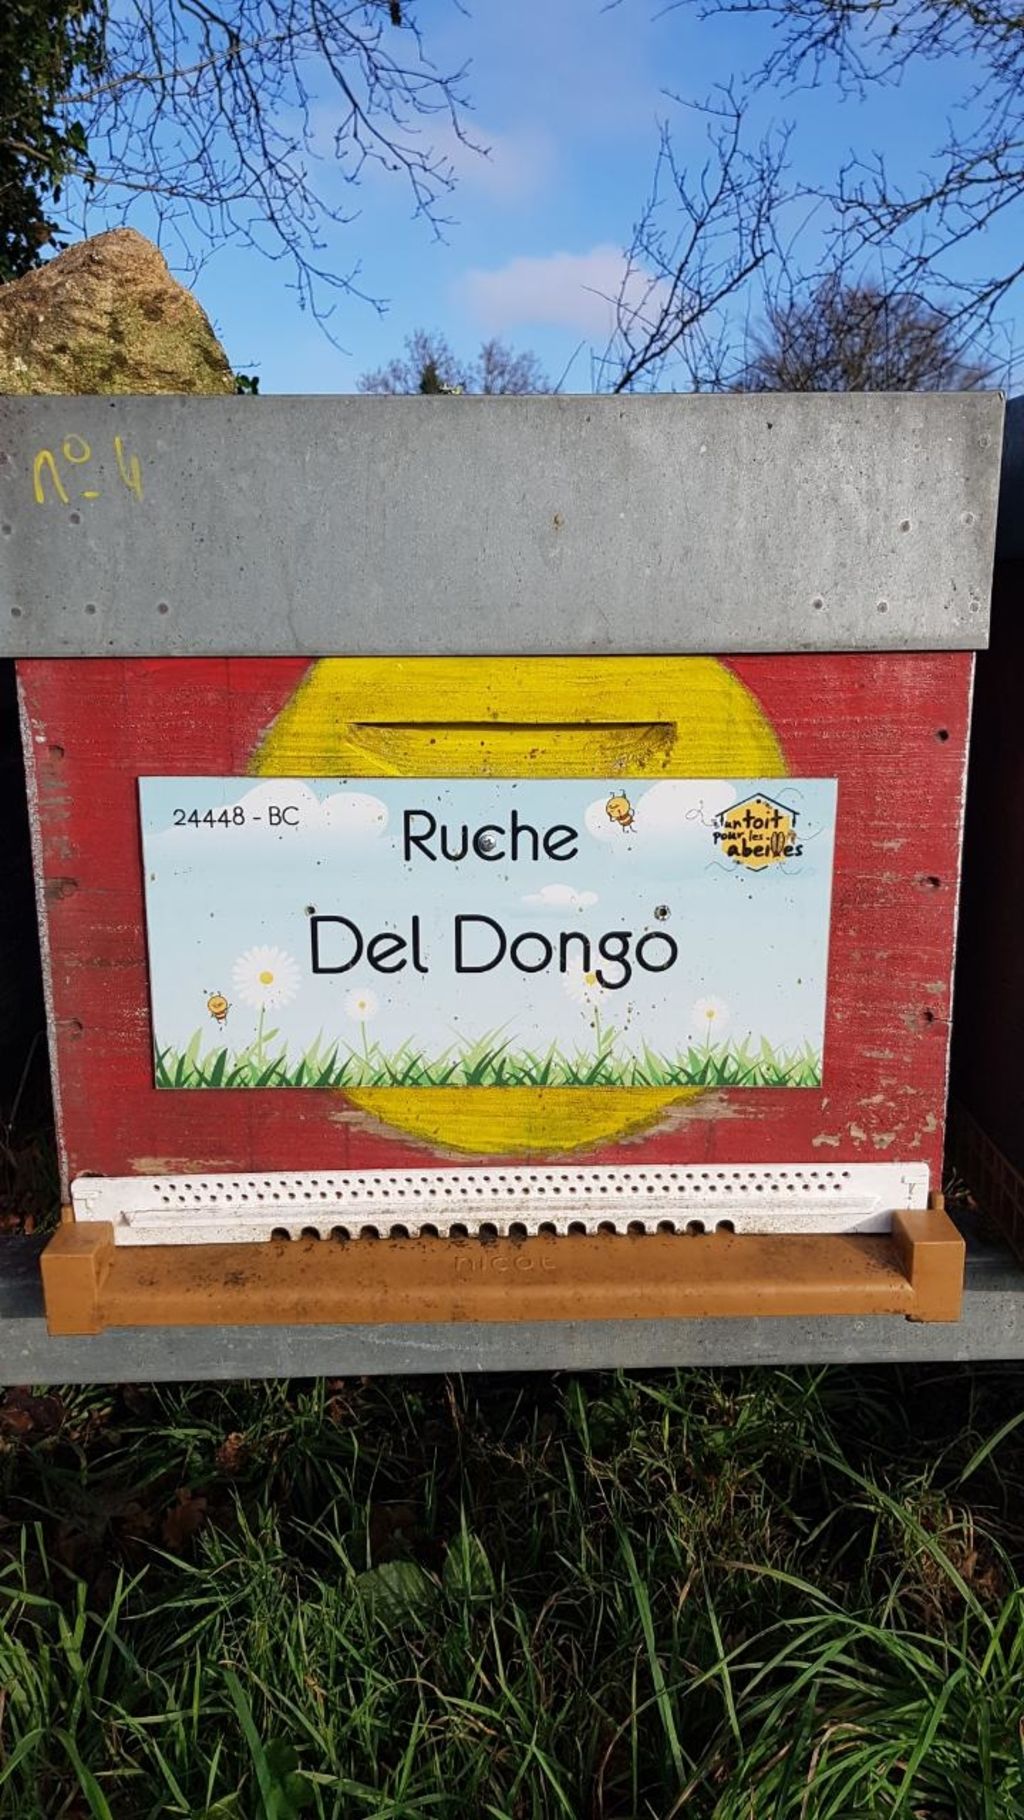 n° 4
24448 - BC
Ruche
un toit
pour les
abeilles
Del Dongo
nicot